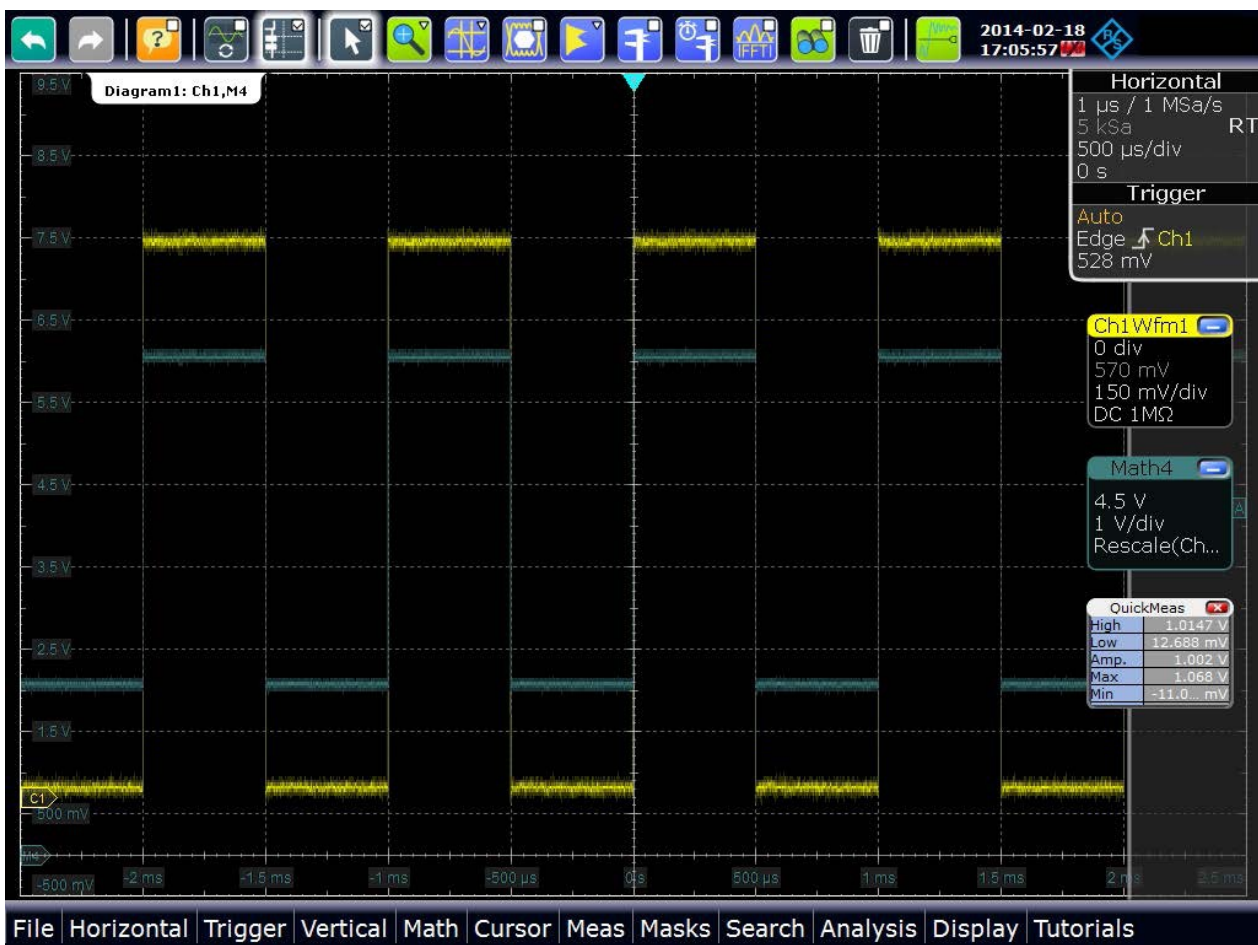 ?
IFFT
2014-02-18
17:05:57
R&S
Diagram1: Ch1,M4
9.5 V
8.5 V
7.5 V
6.5 V
5.5 V
4.5 V
3.5 V
2.5 V
1.5 V
500 mV
-500 mV
C1
M4
-2 ms
-1.5 ms
-1 ms
-500 µs
0 s
500 µs
1 ms
1.5 ms
2 ms
2.5 ms
Horizontal
1 µs / 1 MSa/s
5 kSa RT
500 µs/div
0 s
Trigger
Auto
Edge Ch1
528 mV
Ch1Wfm1
0 div
570 mV
150 mV/div
DC 1MΩ
Math4
4.5 V
1 V/div
Rescale(Ch...
A
QuickMeas
High 1.0147 V
Low 12.688 mV
Amp. 1.002 V
Max 1.068 V
Min -11.0... mV
File Horizontal Trigger Vertical Math Cursor Meas Masks Search Analysis Display Tutorials